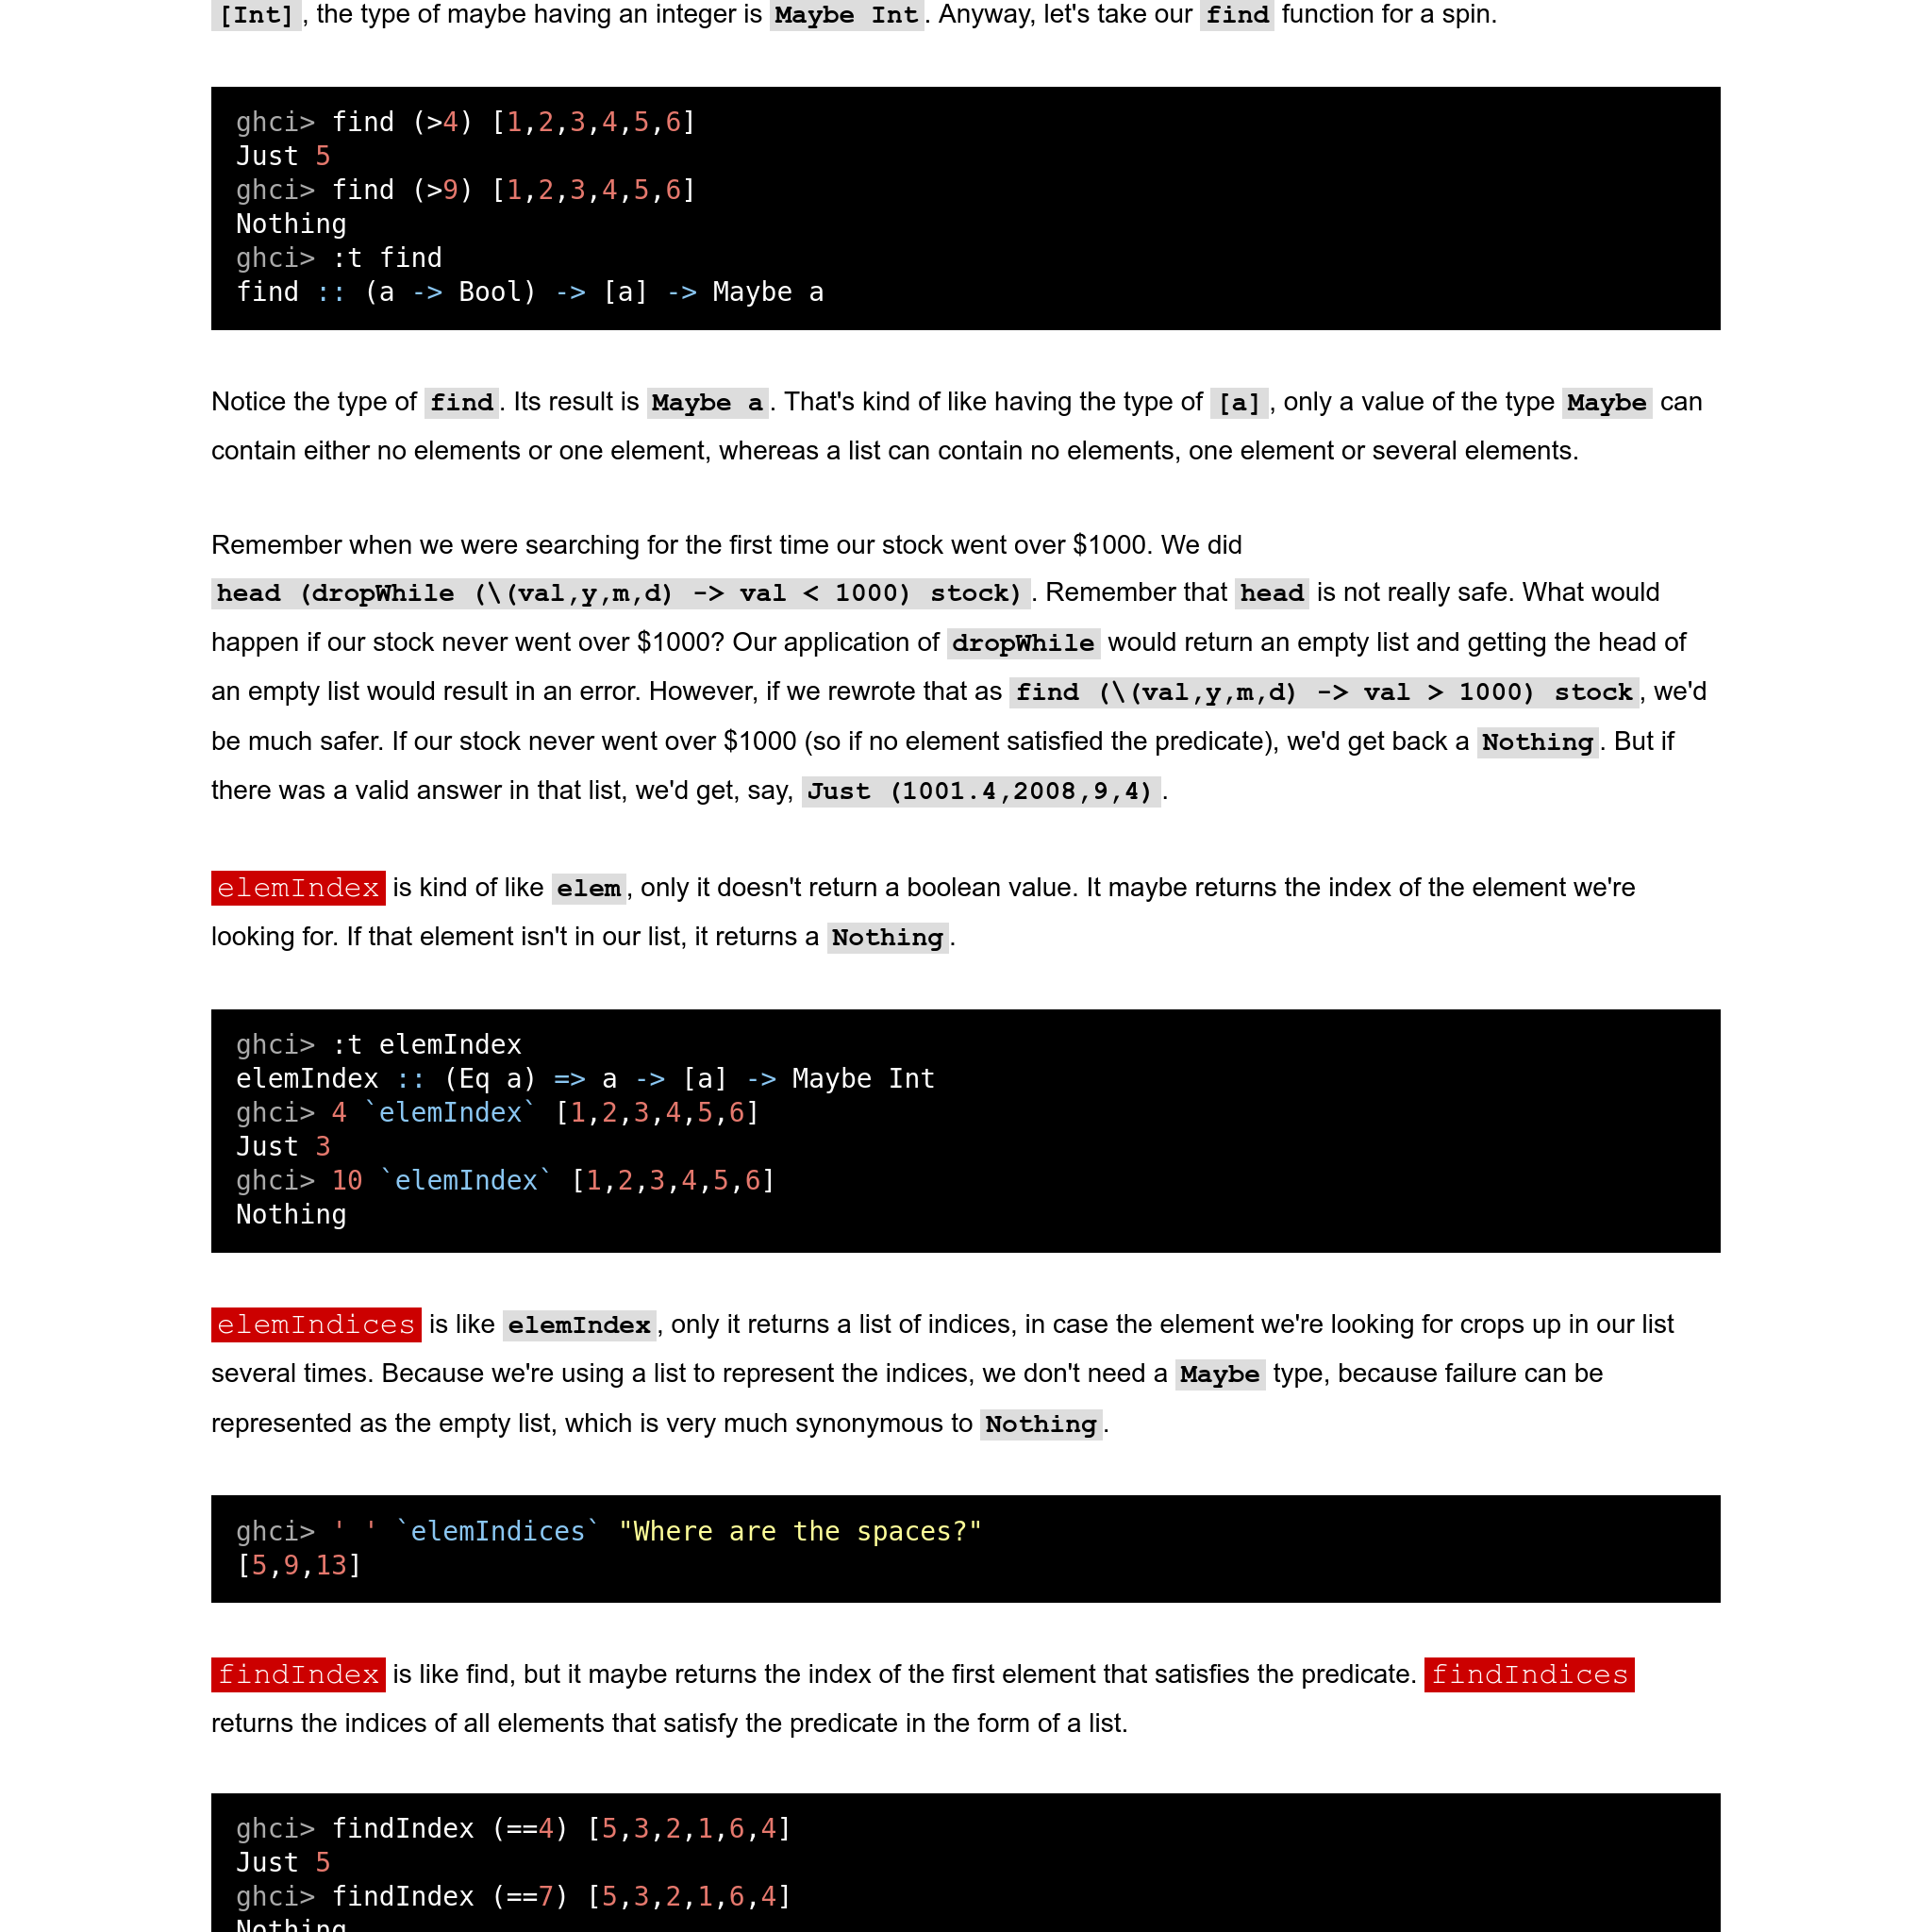 [Int], the type of maybe having an integer is Maybe Int. Anyway, let's take our find function for a spin.
ghci> find (>4) [1,2,3,4,5,6]
Just 5
ghci> find (>9) [1,2,3,4,5,6]
Nothing
ghci> :t find
find :: (a -> Bool) -> [a] -> Maybe a
Notice the type of find. Its result is Maybe a. That's kind of like having the type of [a], only a value of the type Maybe can
contain either no elements or one element, whereas a list can contain no elements, one element or several elements.
Remember when we were searching for the first time our stock went over $1000. We did
head (dropWhile (\(val,y,m,d) -> val < 1000) stock). Remember that head is not really safe. What would
happen if our stock never went over $1000? Our application of dropWhile would return an empty list and getting the head of
an empty list would result in an error. However, if we rewrote that as find (\(val,y,m,d) -> val > 1000) stock, we'd
be much safer. If our stock never went over $1000 (so if no element satisfied the predicate), we'd get back a Nothing. But if
there was a valid answer in that list, we'd get, say, Just (1001.4,2008,9,4).
elemIndex is kind of like elem, only it doesn't return a boolean value. It maybe returns the index of the element we're
looking for. If that element isn't in our list, it returns a Nothing.
ghci> :t elemIndex
elemIndex :: (Eq a) => a -> [a] -> Maybe Int
ghci> 4 `elemIndex` [1,2,3,4,5,6]
Just 3
ghci> 10 `elemIndex` [1,2,3,4,5,6]
Nothing
elemIndices is like elemIndex, only it returns a list of indices, in case the element we're looking for crops up in our list
several times. Because we're using a list to represent the indices, we don't need a Maybe type, because failure can be
represented as the empty list, which is very much synonymous to Nothing.
ghci> ' ' `elemIndices` "Where are the spaces?"
[5,9,13]
findIndex is like find, but it maybe returns the index of the first element that satisfies the predicate. findIndices
returns the indices of all elements that satisfy the predicate in the form of a list.
ghci> findIndex (==4) [5,3,2,1,6,4]
Just 5
ghci> findIndex (==7) [5,3,2,1,6,4]
Nothing